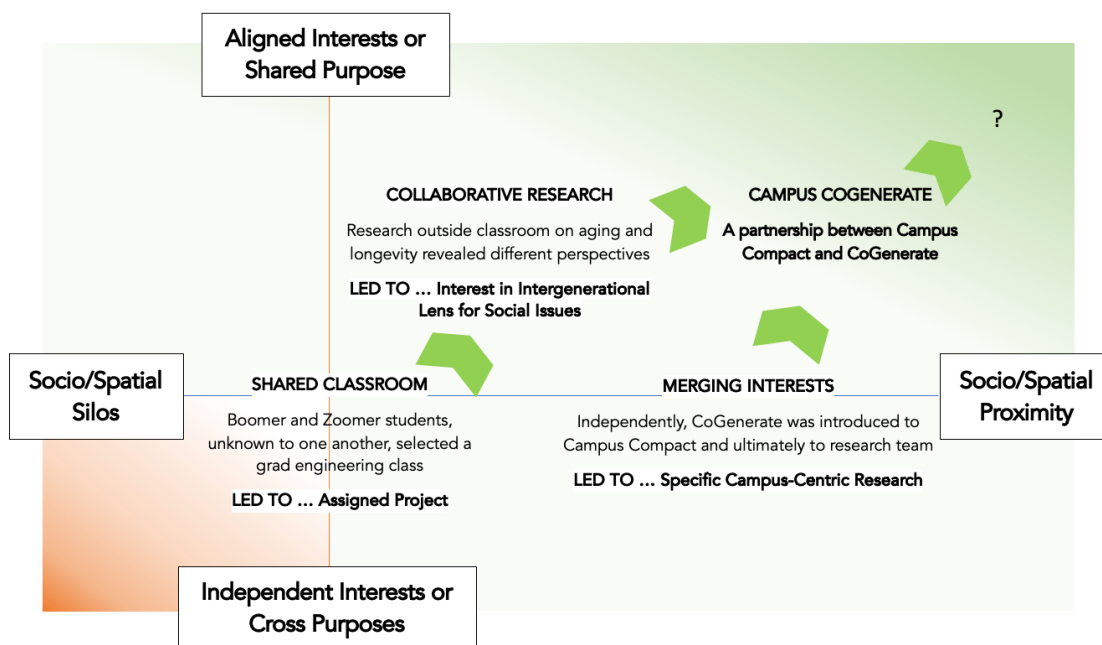 Aligned Interests or
Shared Purpose
?
COLLABORATIVE RESEARCH
Research outside classroom on aging and
longevity revealed different perspectives
LED TO … Interest in Intergenerational
Lens for Social Issues
CAMPUS COGENERATE
A partnership between Campus
Compact and CoGenerate
Socio/Spatial
Silos
SHARED CLASSROOM
Boomer and Zoomer students,
unknown to one another, selected a
grad engineering class
LED TO … Assigned Project
MERGING INTERESTS
Independently, CoGenerate was introduced to
Campus Compact and ultimately to research team
LED TO … Specific Campus-Centric Research
Socio/Spatial
Proximity
Independent Interests or
Cross Purposes